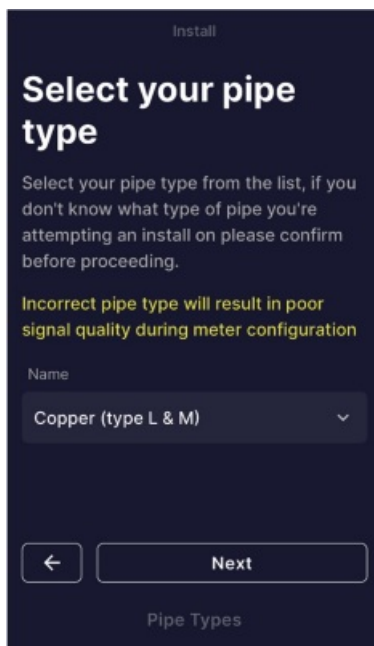 Install
Select your pipe
type
Select your pipe type from the list, if you
don't know what type of pipe you're
attempting an install on please confirm
before proceeding.
Incorrect pipe type will result in poor
signal quality during meter configuration
Name
Copper (type L & M)
Next
Pipe Types